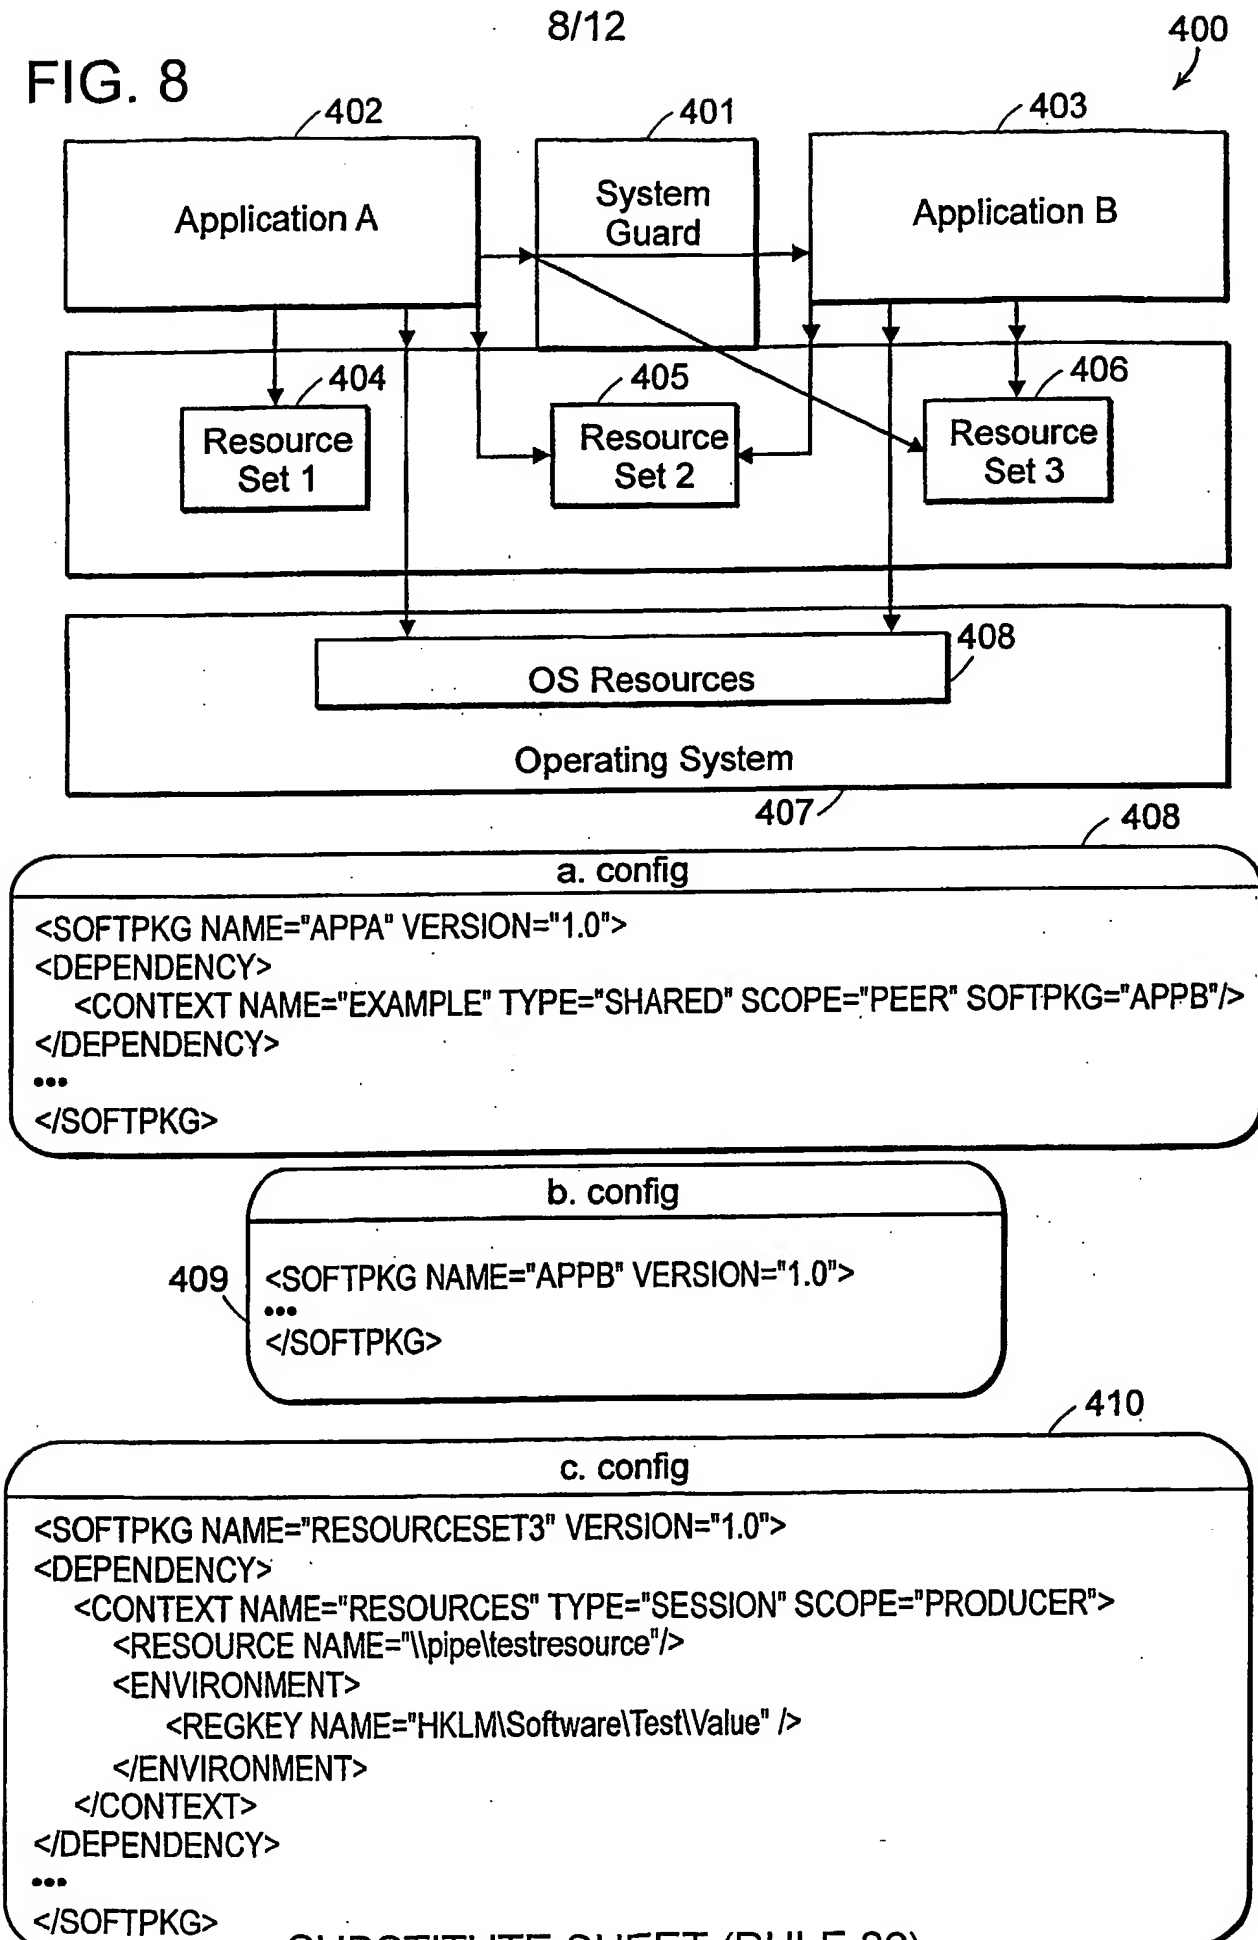 8/12
400
FIG. 8
402
401
403
Application A
System
Guard
Application B
404
405
406
Resource
Set 1
Resource
Set 2
Resource
Set 3
408
OS Resources
Operating System
407
408
a. config
<SOFTPKG NAME="APPA" VERSION="1.0">
<DEPENDENCY>
<CONTEXT NAME="EXAMPLE" TYPE="SHARED" SCOPE="PEER" SOFTPKG="APPB"/>
</DEPENDENCY>
•••
</SOFTPKG>
b. config
409
<SOFTPKG NAME="APPB" VERSION="1.0">
•••
</SOFTPKG>
410
c. config
<SOFTPKG NAME="RESOURCESET3" VERSION="1.0">
<DEPENDENCY>
<CONTEXT NAME="RESOURCES" TYPE="SESSION" SCOPE="PRODUCER">
<RESOURCE NAME="\\pipe\testresource"/>
<ENVIRONMENT>
<REGKEY NAME="HKLM\Software\Test\Value" />
</ENVIRONMENT>
</CONTEXT>
</DEPENDENCY>
•••
</SOFTPKG>
SUBSTITUTE SHEET (RULE